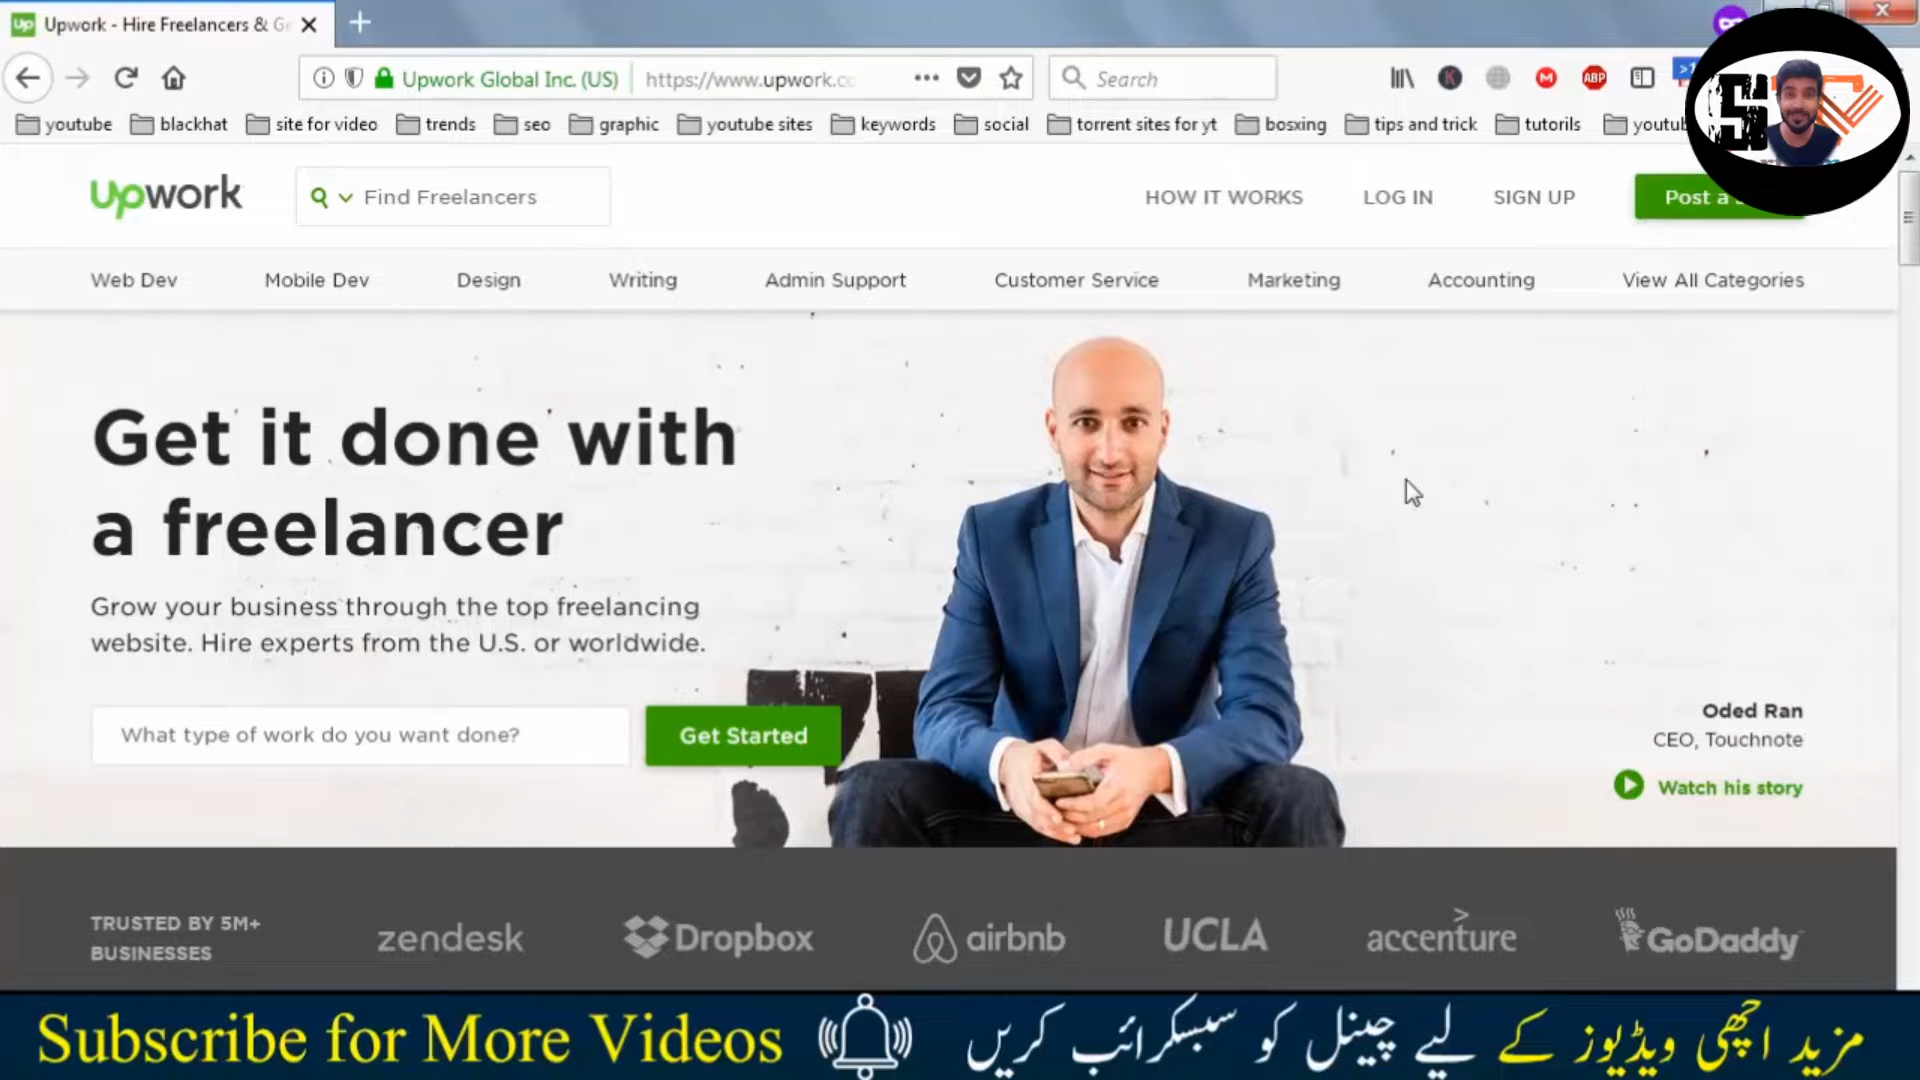 Upwork - Hire Freelancers & Ge
Upwork Global Inc. (US) https://www.upwork.co
Search
ABP
youtube blackhat site for video trends seo graphic youtube sites keywords social torrent sites for yt bosxing tips and trick tutorils
Upwork
Find Freelancers
HOW IT WORKS LOG IN SIGN UP Post a
Web Dev Mobile Dev Design Writing Admin Support Customer Service Marketing Accounting View All Categories
Get it done with
a freelancer
Grow your business through the top freelancing
website. Hire experts from the U.S. or worldwide.
What type of work do you want done? Get Started
Oded Ran
CEO, Touchnote
Watch his story
TRUSTED BY 5M+
BUSINESSES
zendesk Dropbox airbnb UCLA accenture GoDaddy
Subscribe for More Videos
مزید اچھی ویڈیوز کے لیے چینل کو سبسکرائب کریں